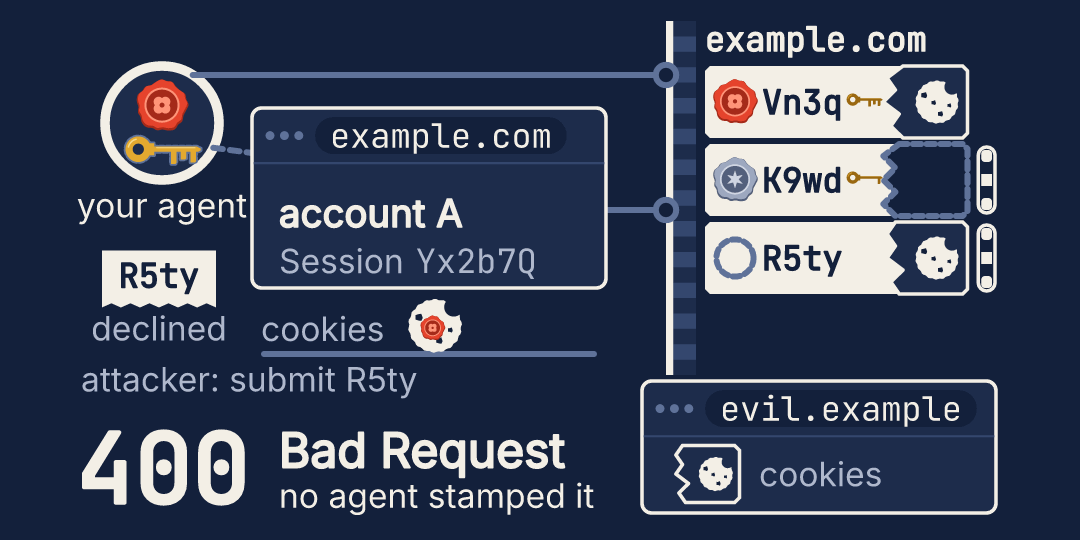 example.com
Vn3q
K9wd
R5ty
example.com
account A
Session Yx2b7Q
your agent
R5ty
declined
cookies
attacker: submit R5ty
400
Bad Request
no agent stamped it
evil.example
cookies